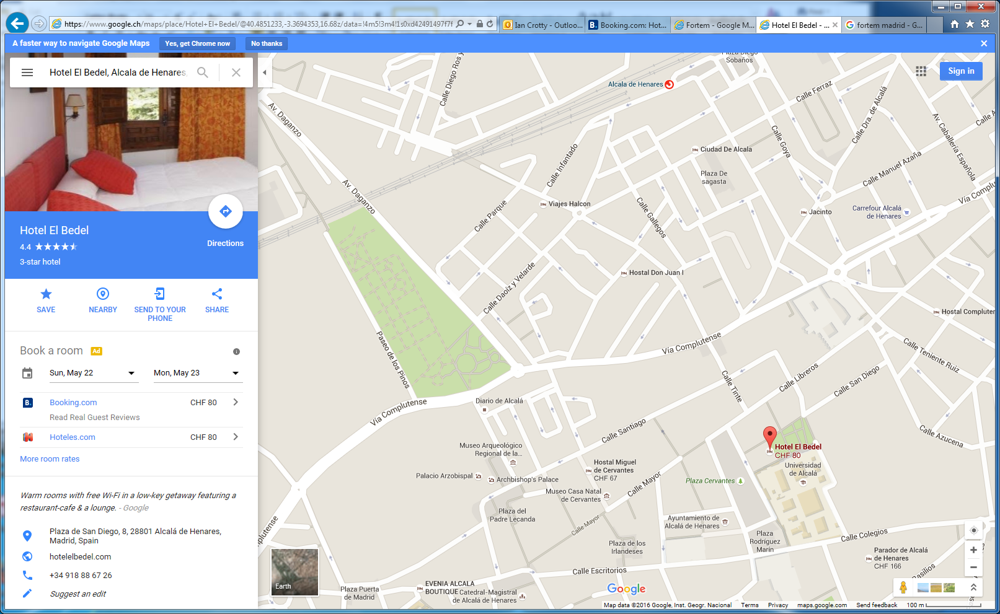 https://www.google.ch/maps/place/Hotel+El+Bedel/@40.4851233,-3.3694353,16.68z/data=!4m5!3m4!1s0xd42491497f7f
Ian Crotty - Outloo...
Booking.com: Hot...
Fortem - Google M...
Hotel El Bedel - ...
fortem madrid - G...
A faster way to navigate Google Maps
Yes, get Chrome now
No thanks
Hotel El Bedel, Alcala de Henares,
Sign in
Hotel El Bedel
4.4
3-star hotel
Directions
SAVE
NEARBY
SEND TO YOUR
PHONE
SHARE
Book a room
Ad
Sun, May 22
Mon, May 23
Booking.com
CHF 80
Read Real Guest Reviews
Hoteles.com
CHF 80
More room rates
Warm rooms with free Wi-Fi in a low-key getaway featuring a
restaurant-cafe & a lounge. - Google
Plaza de San Diego, 8, 28801 Alcalá de Henares,
Madrid, Spain
hotelelbedel.com
+34 918 88 67 26
Suggest an edit
Plaza Diego
Sobaños
Alcala de Henares
Calle Diego Ros y
Av. Daganzo
Calle Ferraz
Calle Dra. de Alcalá
Calle A
Av. Caballería Española
Calle Goya
Ciudad De Alcala
Calle Infantado
Plaza De
sagasta
Calle Manuel Azaña
Av. Daganzo
Vía Complu
Viajes Halcon
Calle Parque
Calle Gallegos
Jacinto
Carrefour Alcalá
de Henares
Hostal Don Juan I
Calle Daoiz y Velarde
Hostal Compluten
Paseo de los Pinos
Vía Complutense
Calle Teniente Ruiz
Calle Tinte
Calle Libreros
Calle San Diego
Vía Complutense
Diario de Alcalá
Calle Santiago
Calle Azucena
Hotel El Bedel
CHF 80
Museo Arqueológico
Regional de la...
Hostal Miguel
de Cervantes
CHF 67
Universidad
de Alcalá
Palacio Arzobispal
Archbishop's Palace
Plaza Cervantes
Calle Mayor
Museo Casa Natal
de Cervantes
Plaza del
Padre Lecanda
Calle Mayor
Ayuntamiento de
Alcalá de Henares
mplutense
Plaza
Rodríguez
Marín
Calle Colegios
Plaza de los
Irlandeses
Parador de Alcalá
de Henares
CHF 166
Calle Escritorios
Basilios
EVENIA ALCALA
BOUTIQUE
Catedral-Magistral
de Alcalá de Henares
Plaza Puerta
de Madrid
Earth
Google
Map data ©2016 Google, Inst. Geogr. Nacional
Terms
Privacy
maps.google.com
Send feedback
100 m